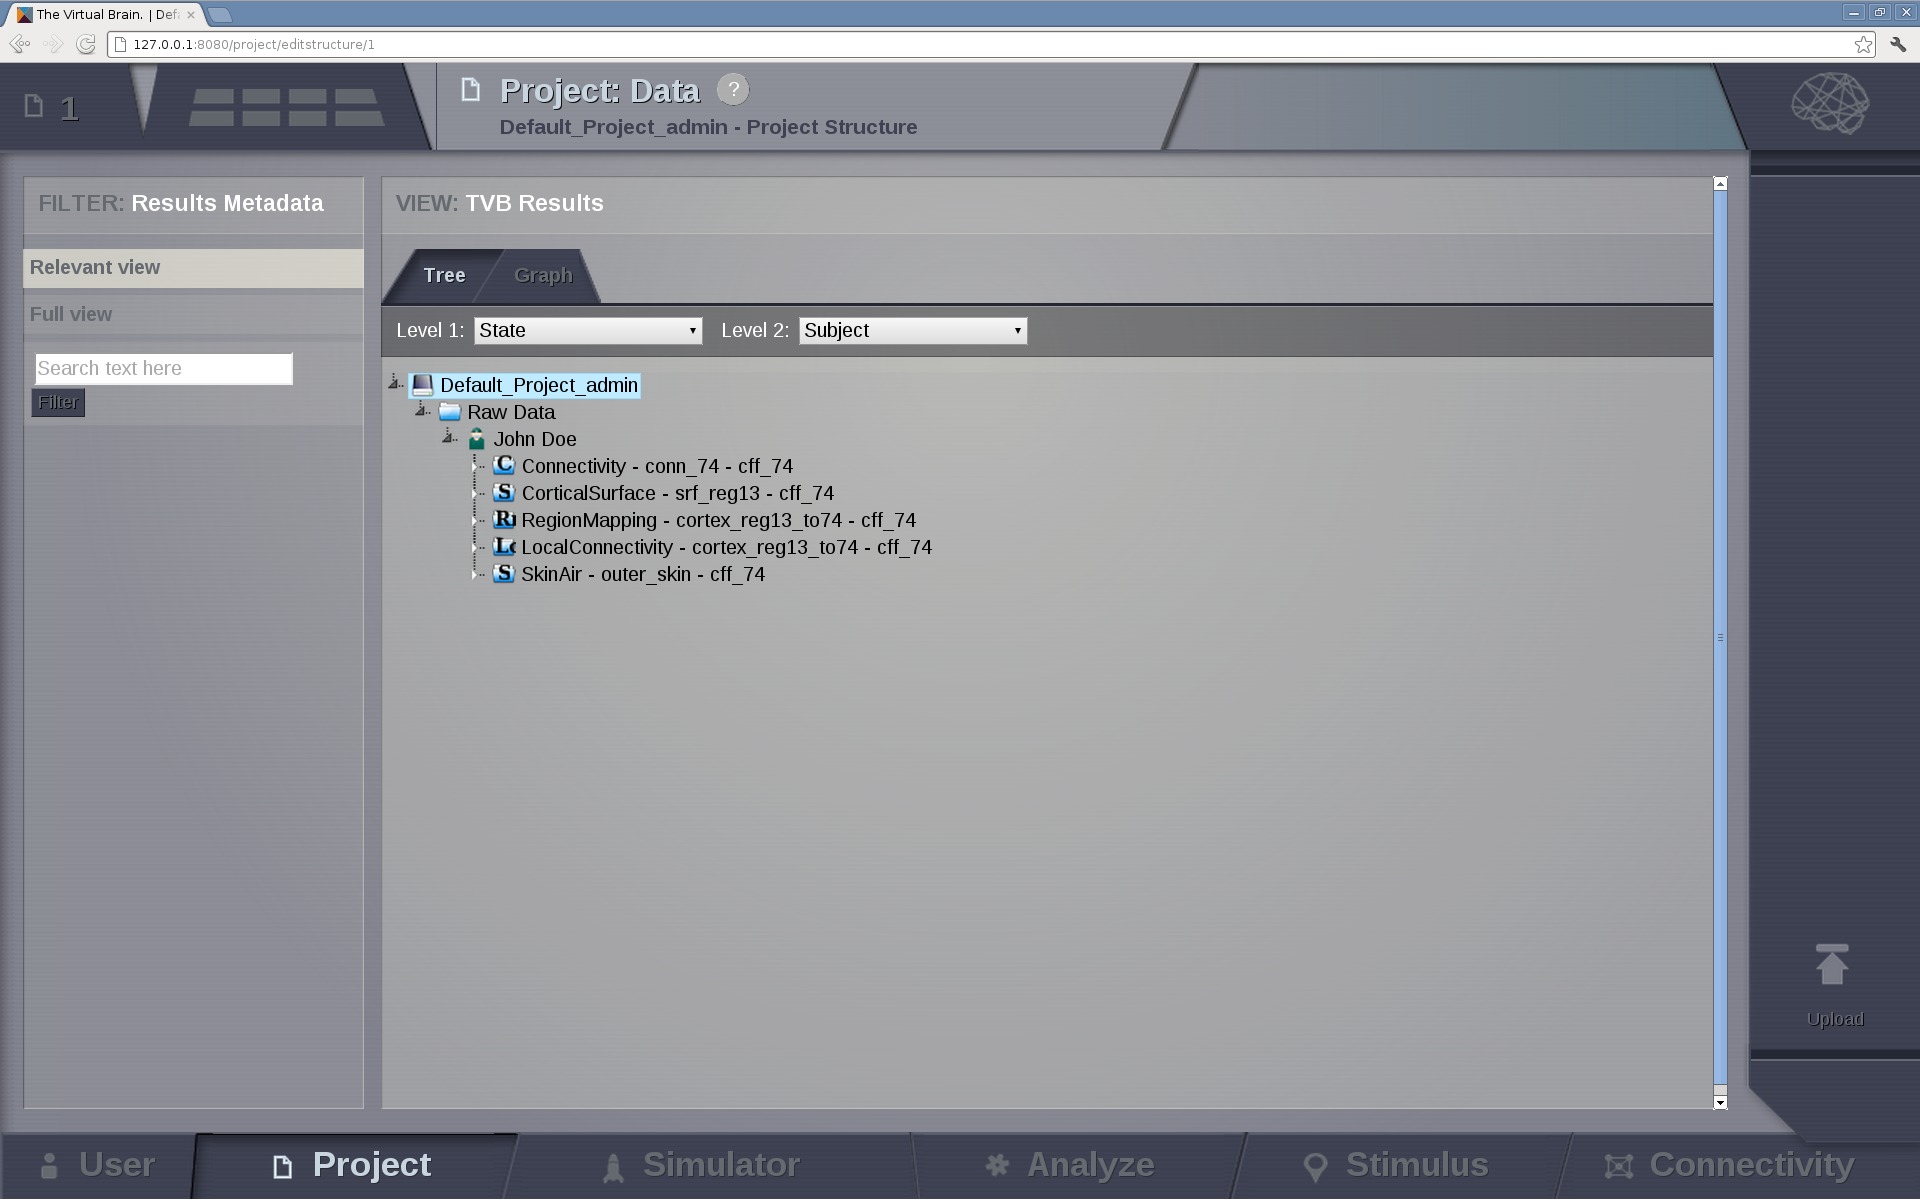 The Virtual Brain. | Def
127.0.0.1:8080/project/editstructure/1
1
Project: Data ?
Default_Project_admin - Project Structure
FILTER: Results Metadata
Relevant view
Full view
Search text here
Filter
VIEW: TVB Results
Tree Graph
Level 1: State Level 2: Subject
Default_Project_admin
Raw Data
John Doe
C Connectivity - conn_74 - cff_74
S CorticalSurface - srf_reg13 - cff_74
RegionMapping - cortex_reg13_to74 - cff_74
LocalConnectivity - cortex_reg13_to74 - cff_74
S SkinAir - outer_skin - cff_74
Upload
User Project Simulator Analyze Stimulus Connectivity